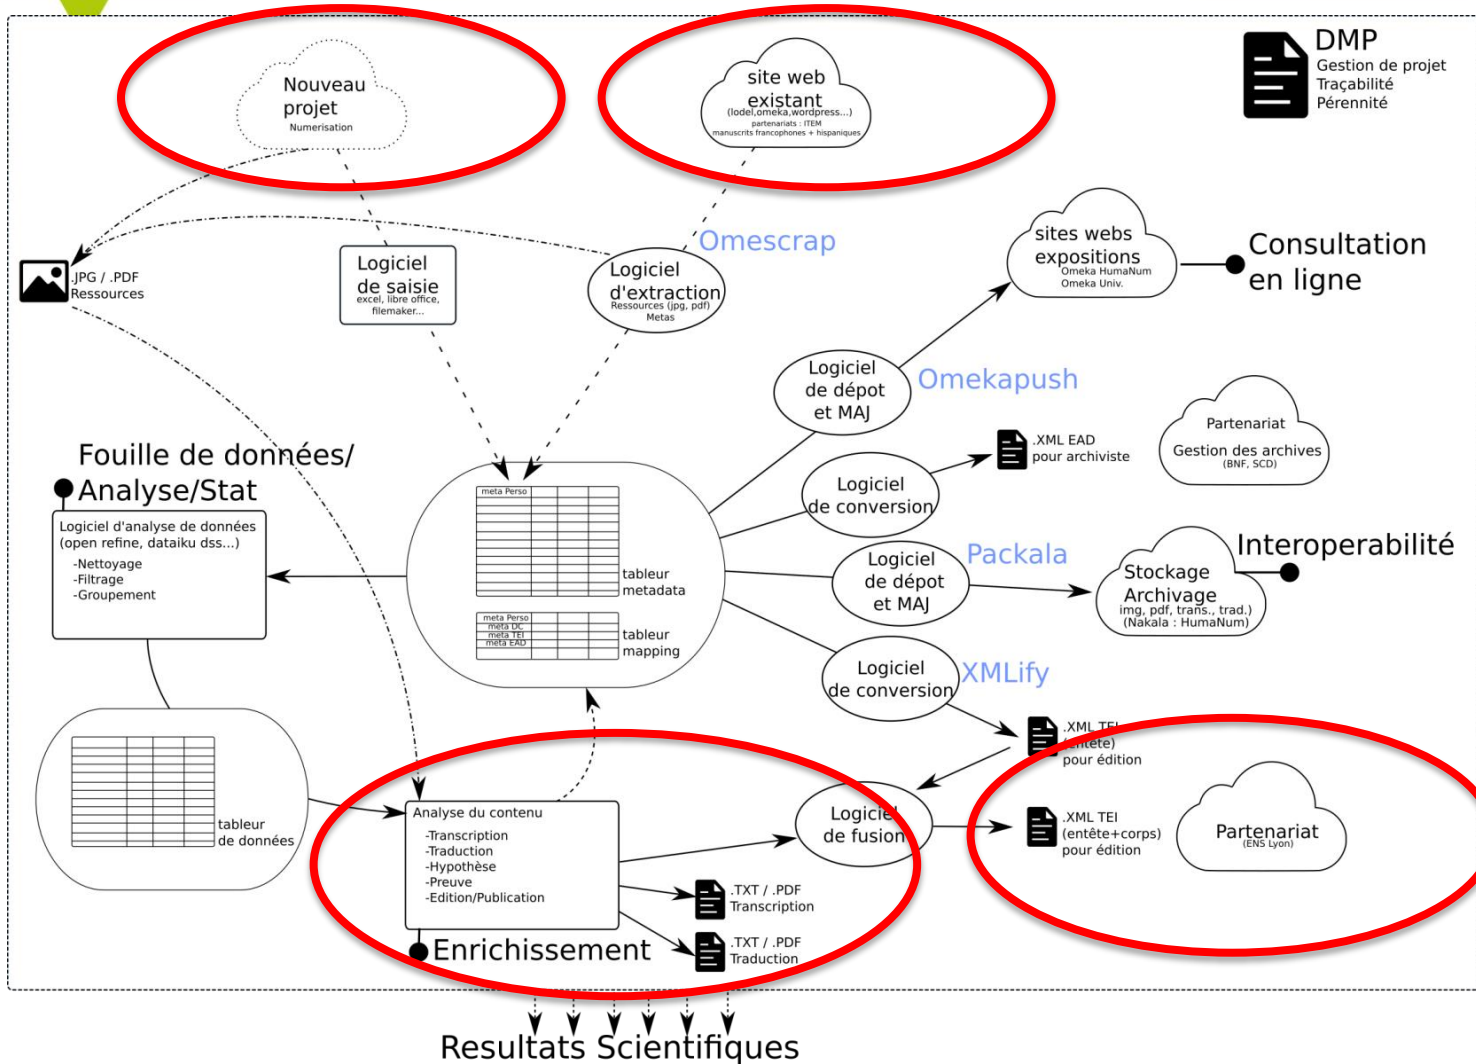 Nouveau
projet
Numerisation
site web
existant
(lodel,omeka,wordpress...)
partenariats : ITEM
manuscrits francophones + hispaniques
DMP
Gestion de projet
Traçabilité
Pérennité
.JPG / .PDF
Ressources
Logiciel
de saisie
excel, libre office,
filemaker...
Omescrap
Logiciel
d'extraction
Ressources (jpg, pdf)
Metas
sites webs
expositions
Omeka HumaNum
Omeka Univ.
Consultation
en ligne
Logiciel
de dépot
et MAJ
Omekapush
.XML EAD
pour archiviste
Partenariat
Gestion des archives
(BNF, SCD)
Logiciel
de conversion
Fouille de données/
Analyse/Stat
Logiciel d'analyse de données
(open refine, dataiku dss...)
-Nettoyage
-Filtrage
-Groupement
meta Perso
tableur
metadata
meta Perso
meta DC
meta TEI
meta EAD
tableur
mapping
Packala
Logiciel
de dépot
et MAJ
Stockage
Archivage
img, pdf, trans., trad.)
(Nakala : HumaNum)
Interoperabilité
Logiciel
de conversion
XMLify
.XML TEI
(entête)
pour édition
tableur
de données
Analyse du contenu
-Transcription
-Traduction
-Hypothèse
-Preuve
-Edition/Publication
Enrichissement
Logiciel
de fusion
.XML TEI
(entête+corps)
pour édition
Partenariat
(ENS Lyon)
.TXT / .PDF
Transcription
.TXT / .PDF
Traduction
Resultats Scientifiques